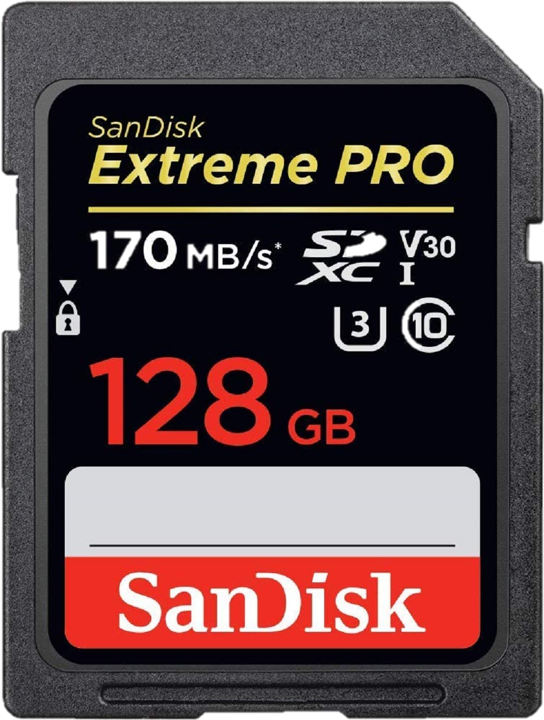 SanDisk
Extreme PRO
170 MB/s* SD XC V30 I
3 10
128 GB
SanDisk